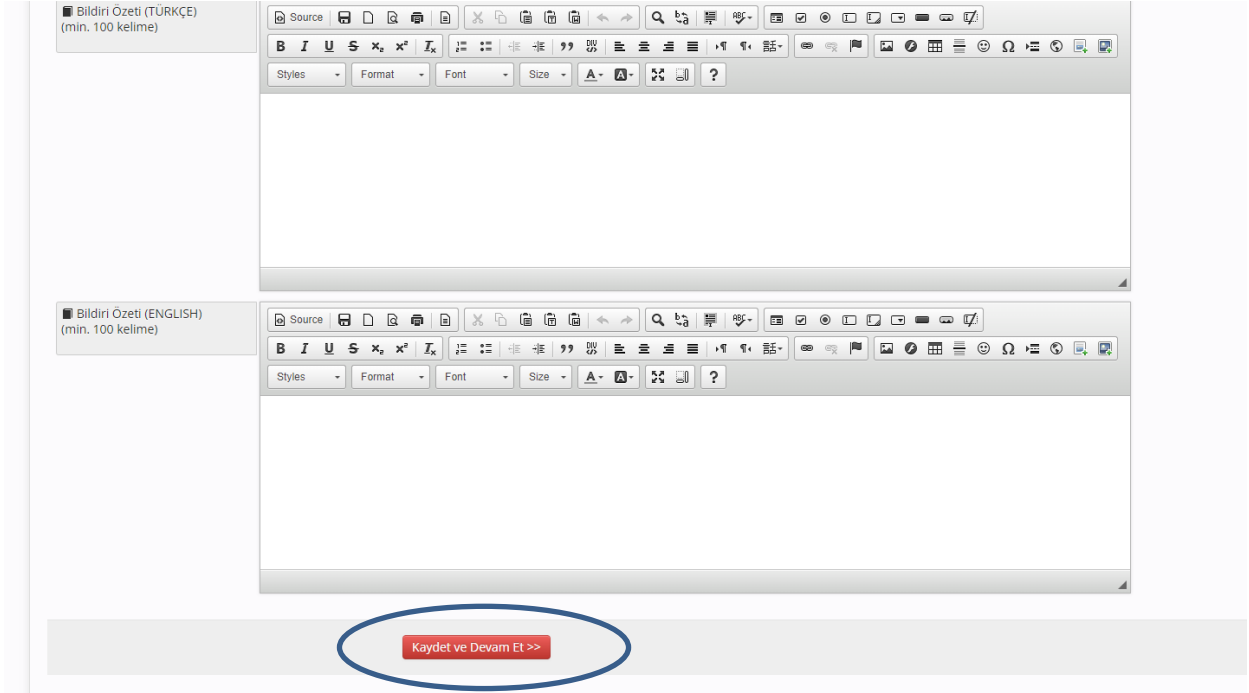 Bildiri Özeti (TÜRKÇE)
(min. 100 kelime)
Source
Styles Format Font Size
Bildiri Özeti (ENGLISH)
(min. 100 kelime)
Source
Styles Format Font Size
Kaydet ve Devam Et >>